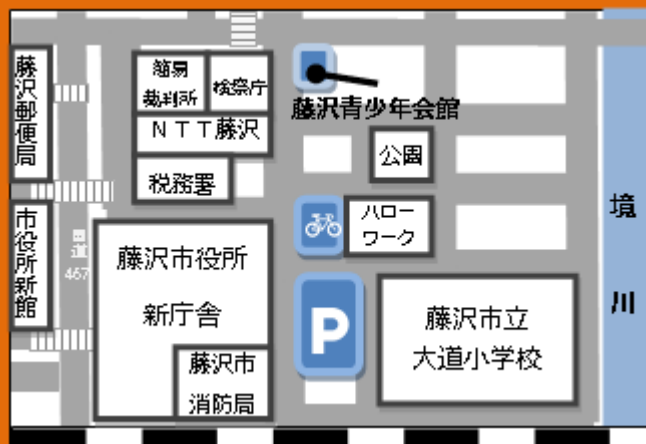 藤沢郵便局
簡易
裁判所
検察庁
NTT藤沢
税務署
藤沢青少年会館
公園
ハロー
ワーク
市役所新館
国道
467
藤沢市役所
新庁舎
藤沢市
消防局
P
藤沢市立
大道小学校
境川